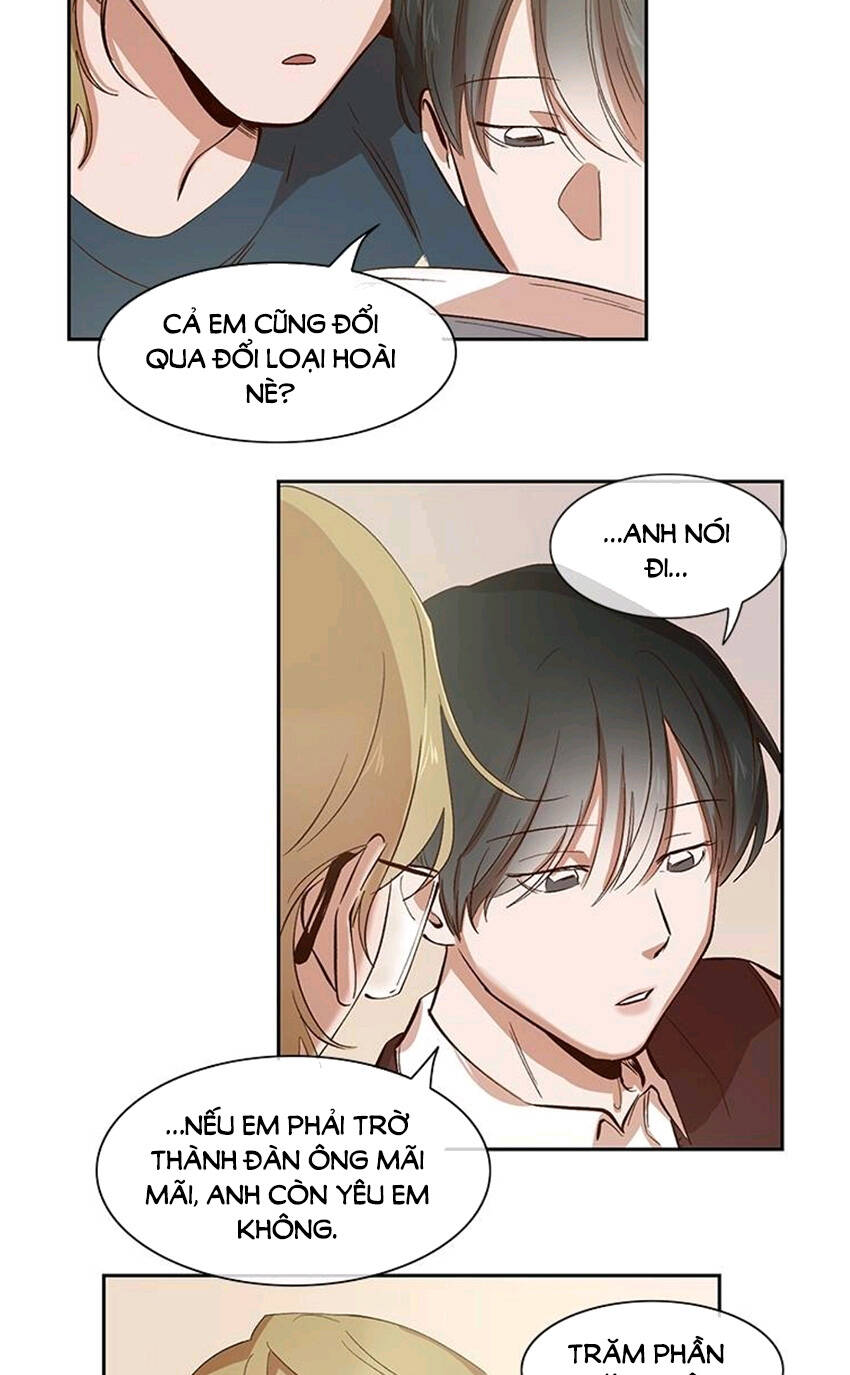 CẢ EM CŨNG ĐỔI
QUA ĐỔI LOẠI HOÀI
NÈ?
...ANH NÓI
ĐI...
...NẾU EM PHẢI TRỜ
THÀNH ĐÀN ÔNG MÃI
MÃI, ANH CÒN YÊU EM
KHÔNG.
TRĂM PHẦN